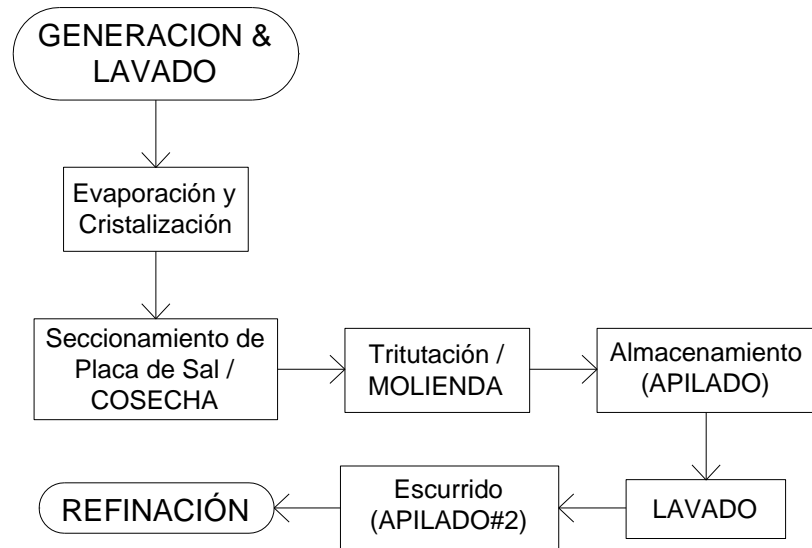 GENERACION &
LAVADO
Evaporación y
Cristalización
Seccionamiento de
Placa de Sal /
COSECHA
Tritutación /
MOLIENDA
Almacenamiento
(APILADO)
LAVADO
Escurrido
(APILADO#2)
REFINACIÓN